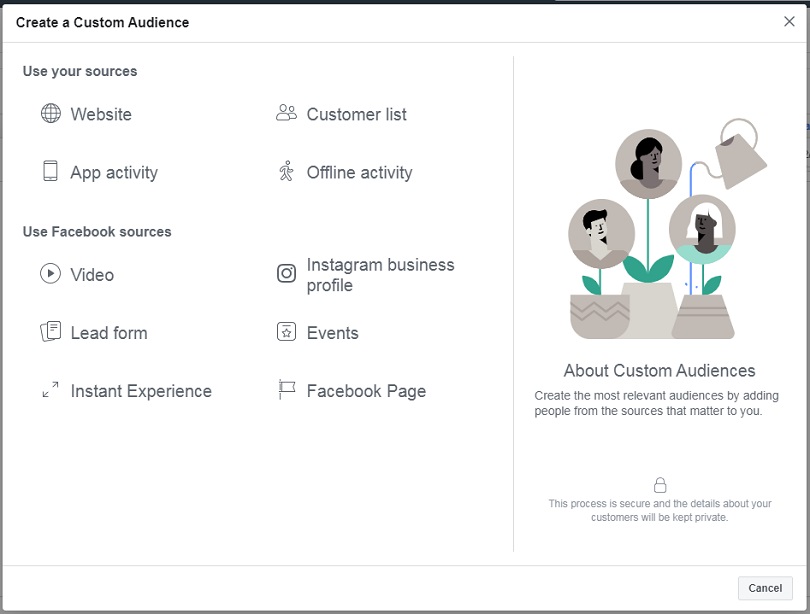 Create a Custom Audience
Use your sources
Website
Customer list
App activity
Offline activity
Use Facebook sources
Video
Instagram business
profile
Lead form
Events
Instant Experience
Facebook Page
About Custom Audiences
Create the most relevant audiences by adding
people from the sources that matter to you.
This process is secure and the details about your
customers will be kept private.
Cancel